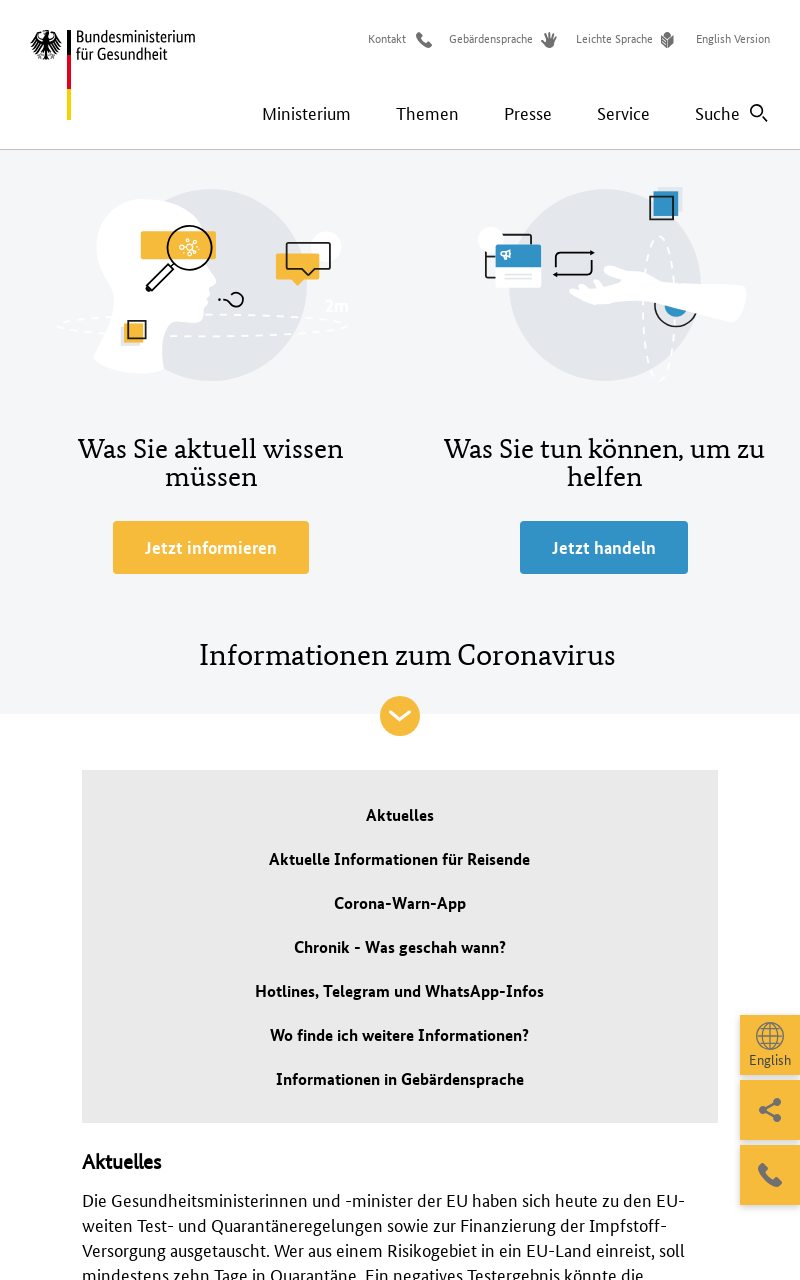 Bundesministerium
für Gesundheit
Kontakt
Gebärdensprache
Leichte Sprache
English Version
Ministerium
Themen
Presse
Service
Suche
2m
Was Sie aktuell wissen
müssen
Jetzt informieren
Was Sie tun können, um zu
helfen
Jetzt handeln
Informationen zum Coronavirus
Aktuelles
Aktuelle Informationen für Reisende
Corona-Warn-App
Chronik - Was geschah wann?
Hotlines, Telegram und WhatsApp-Infos
Wo finde ich weitere Informationen?
Informationen in Gebärdensprache
English
Aktuelles
Die Gesundheitsministerinnen und -minister der EU haben sich heute zu den EU-
weiten Test- und Quarantäneregelungen sowie zur Finanzierung der Impfstoff-
Versorgung ausgetauscht. Wer aus einem Risikogebiet in ein EU-Land einreist, soll
mindestens zehn Tage in Quarantäne. Ein negatives Testergebnis könnte die